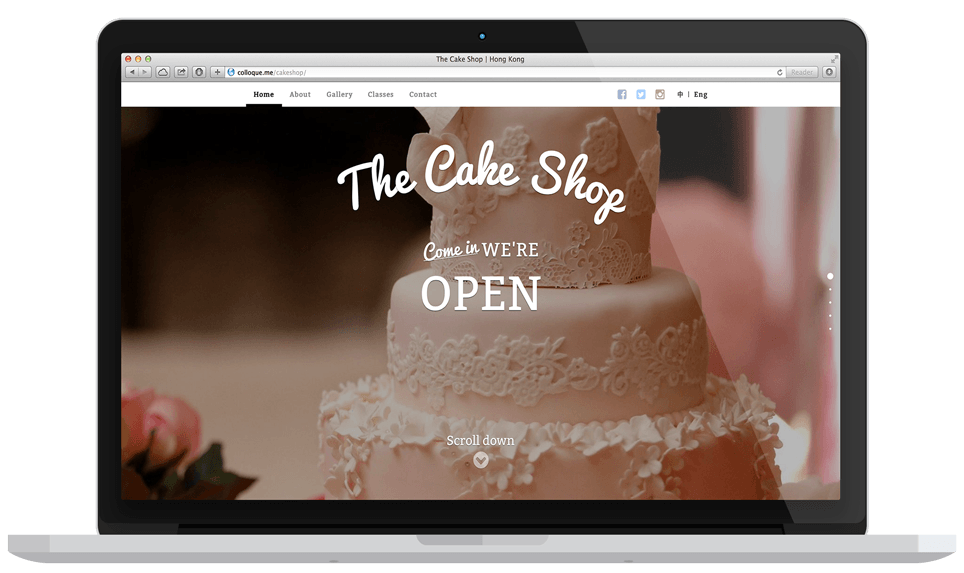 The Cake Shop | Hong Kong
colloque.me/cakeshop/
Reader
Home About Gallery Classes Contact 中 | Eng
The Cake Shop
Come in WE'RE
OPEN
Scroll down